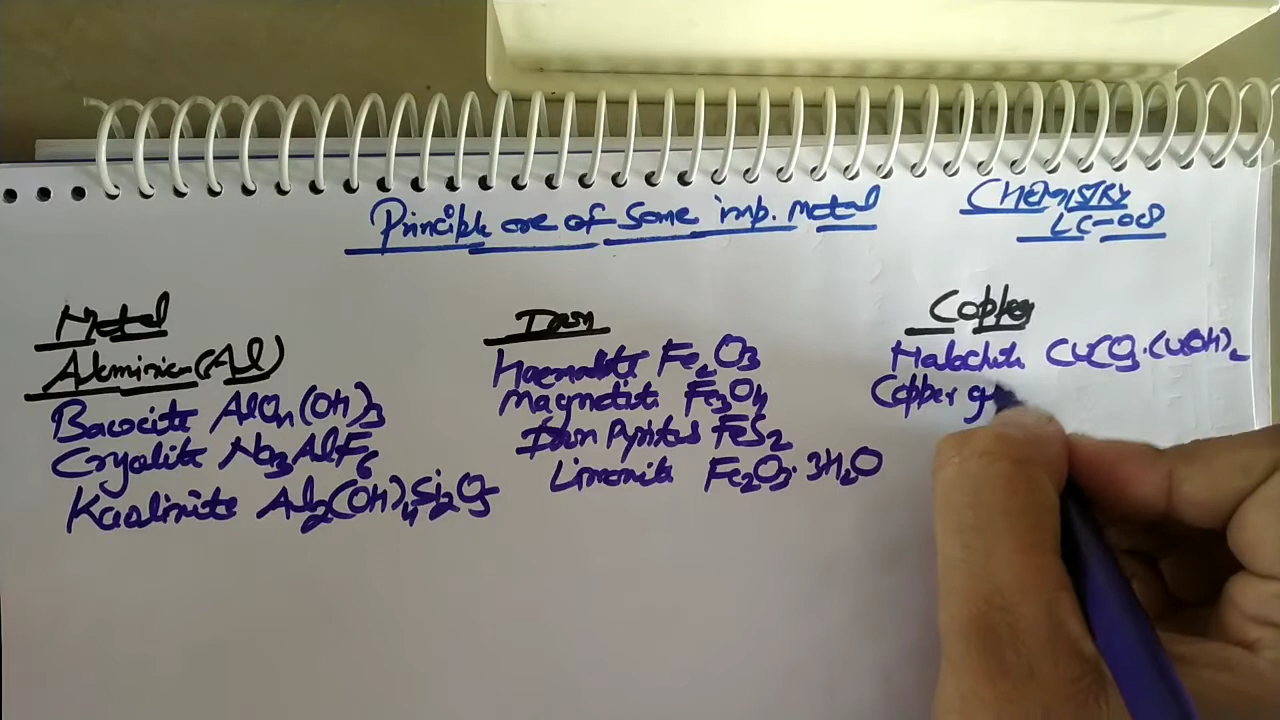 Principle ore of Some imp. metal
CHEMISTRY
LC-08
Metal
Aluminium (Al)
Bauxite AlOn(OH)3
Cryolite Na3AlF6
Kaolinite Al2(OH)4Si2O5
Iron
Haematite Fe2O3
Magnetite Fe3O4
Iron Pyrites FeS2
Limonite Fe2O3.3H2O
Copper
Malachite CuCO3.Cu(OH)2
Copper